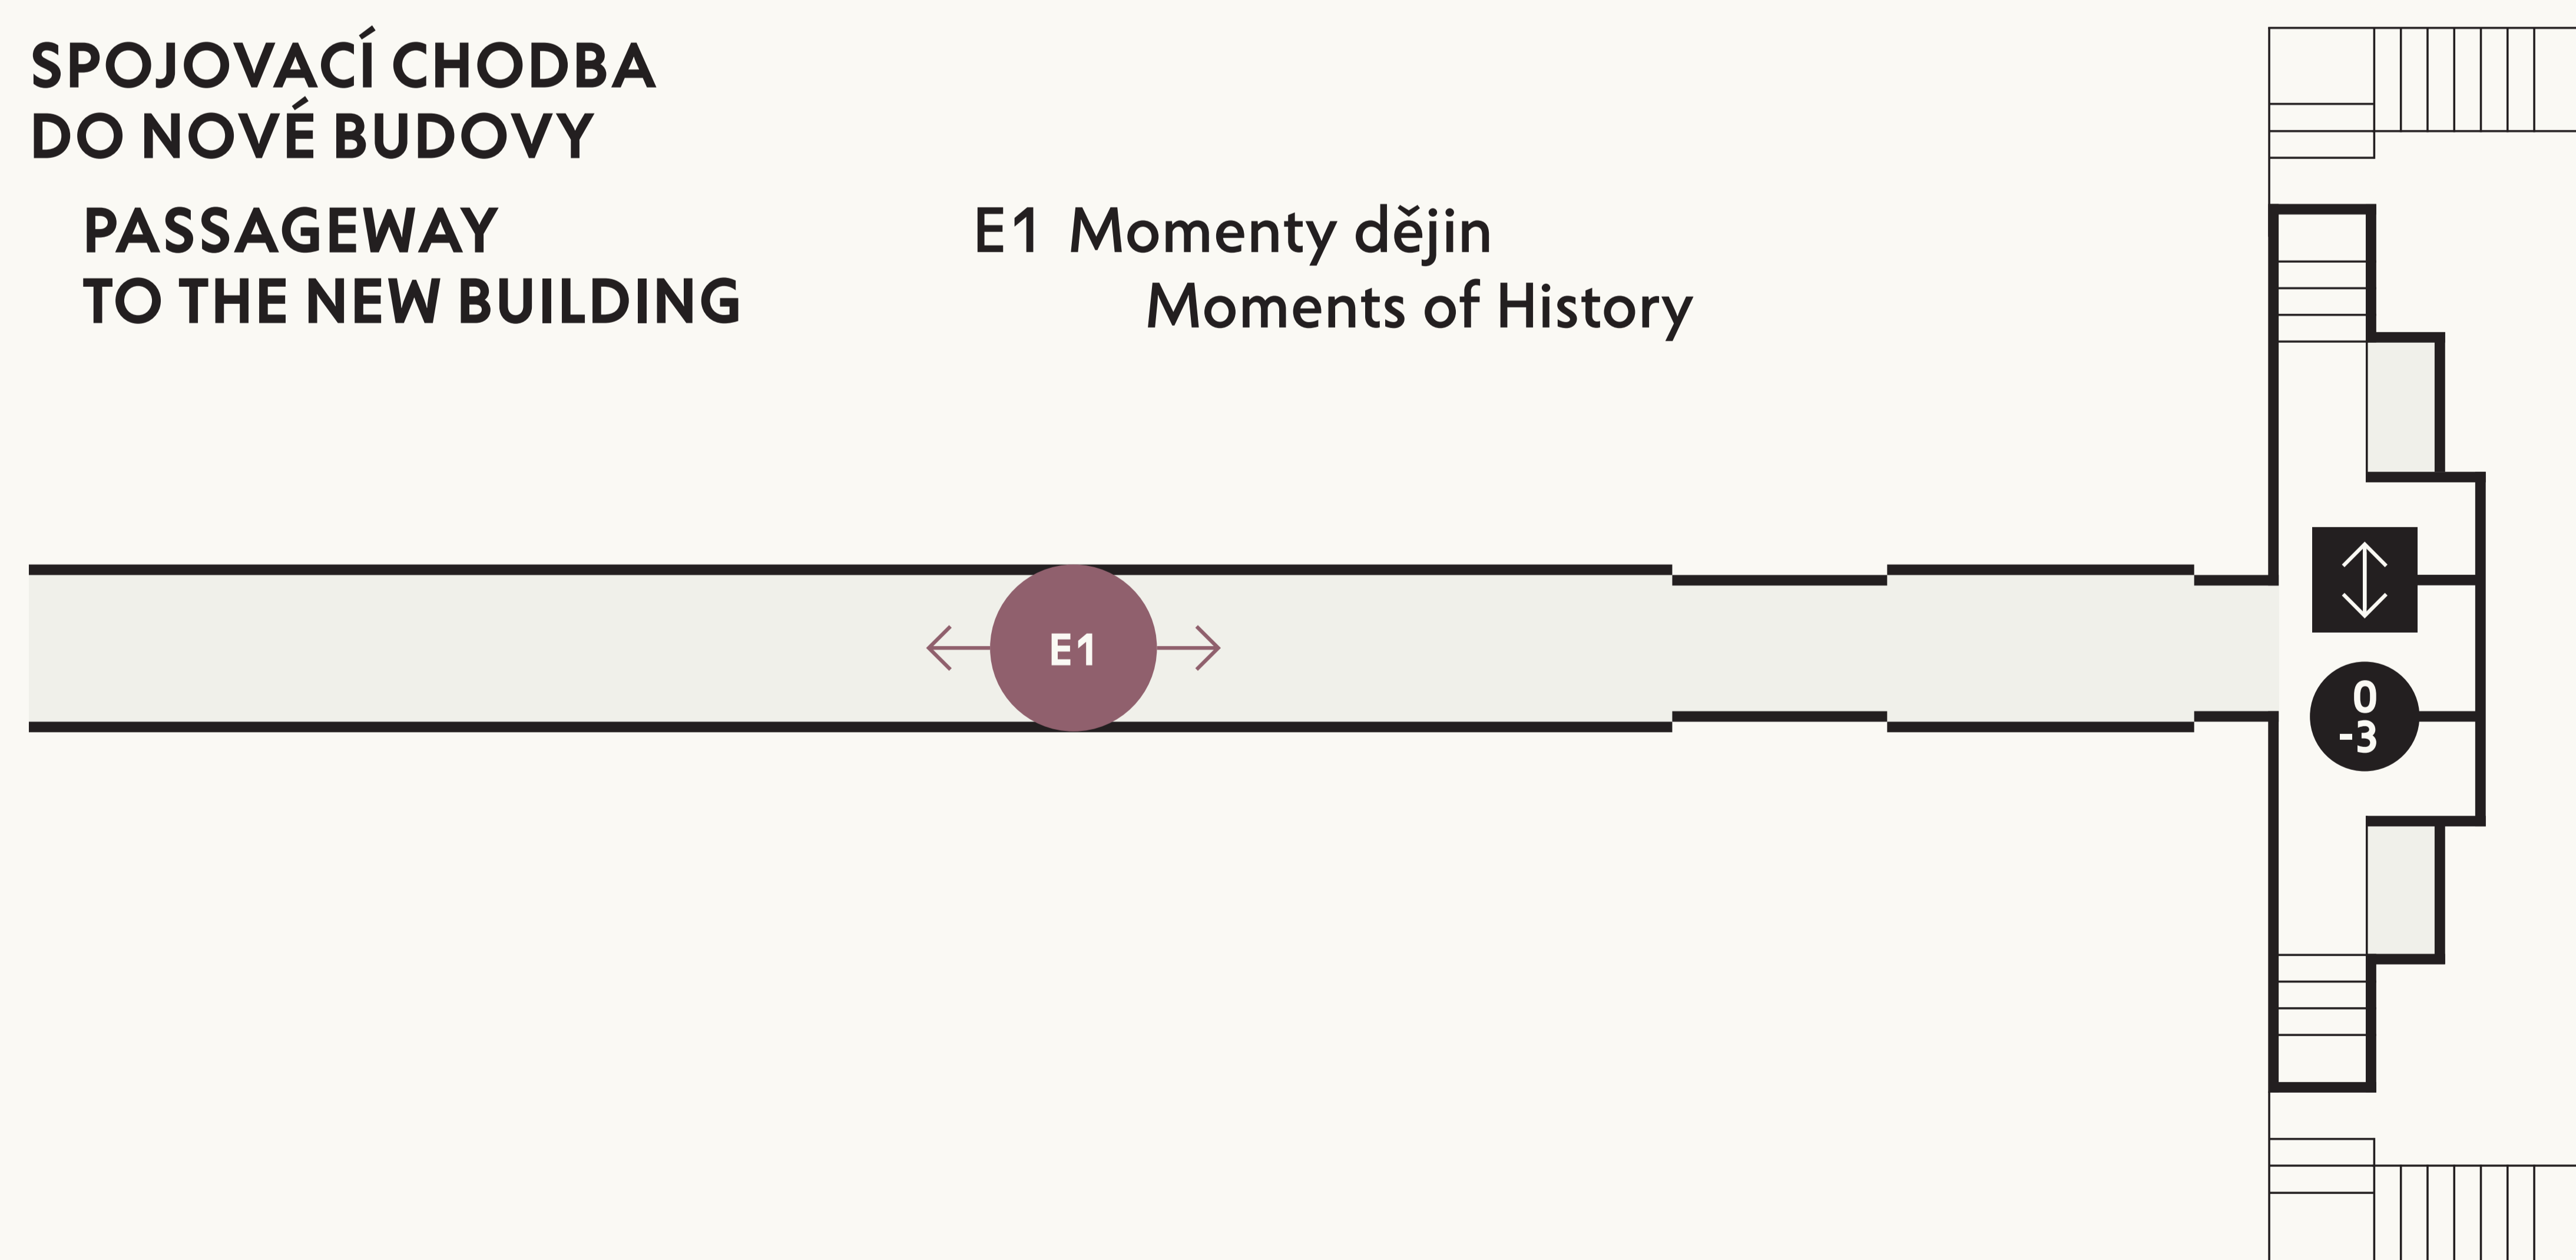 SPOJOVACÍ CHODBA
DO NOVÉ BUDOVY
PASSAGEWAY
TO THE NEW BUILDING
E1 Momenty dějin
Moments of History
E1
0
-3